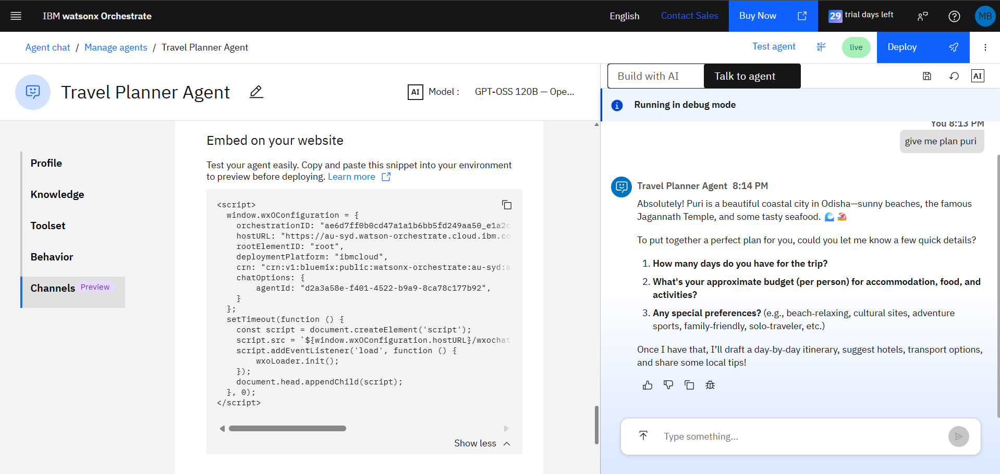 IBM watsonx Orchestrate
English
Contact Sales
Buy Now
29 trial days left
MB
Agent chat / Manage agents / Travel Planner Agent
Test agent
live
Deploy
Travel Planner Agent
AI Model : GPT-OSS 120B — Ope...
Build with AI
Talk to agent
AI
Running in debug mode
Profile
Knowledge
Toolset
Behavior
Channels Preview
Embed on your website
Test your agent easily. Copy and paste this snippet into your environment
to preview before deploying. Learn more
<script>
window.wxOConfiguration = {
orchestrationID: "ae6d7ff0b0cd47a1a1b6bb5fd249aa50_e1a2c
hostURL: "https://au-syd.watson-orchestrate.cloud.ibm.co
rootElementID: "root",
deploymentPlatform: "ibmcloud",
crn: "crn:v1:bluemix:public:watsonx-orchestrate:au-syd:a
chatOptions: {
agentId: "d2a3a58e-f401-4522-b9a9-8ca78c177b92",
}
};
setTimeout(function () {
const script = document.createElement('script');
script.src = `${window.wxOConfiguration.hostURL}/wxochat
script.addEventListener('load', function () {
wxoLoader.init();
});
document.head.appendChild(script);
}, 0);
</script>
Show less
You 8:13 PM
give me plan puri
Travel Planner Agent 8:14 PM
Absolutely! Puri is a beautiful coastal city in Odisha—sunny beaches, the famous
Jagannath Temple, and some tasty seafood. 🌊 🏖️
To put together a perfect plan for you, could you let me know a few quick details?
1. How many days do you have for the trip?
2. What's your approximate budget (per person) for accommodation, food, and
activities?
3. Any special preferences? (e.g., beach‑relaxing, cultural sites, adventure
sports, family‑friendly, solo‑traveler, etc.)
Once I have that, I’ll draft a day‑by‑day itinerary, suggest hotels, transport options,
and share some local tips!
Type something...